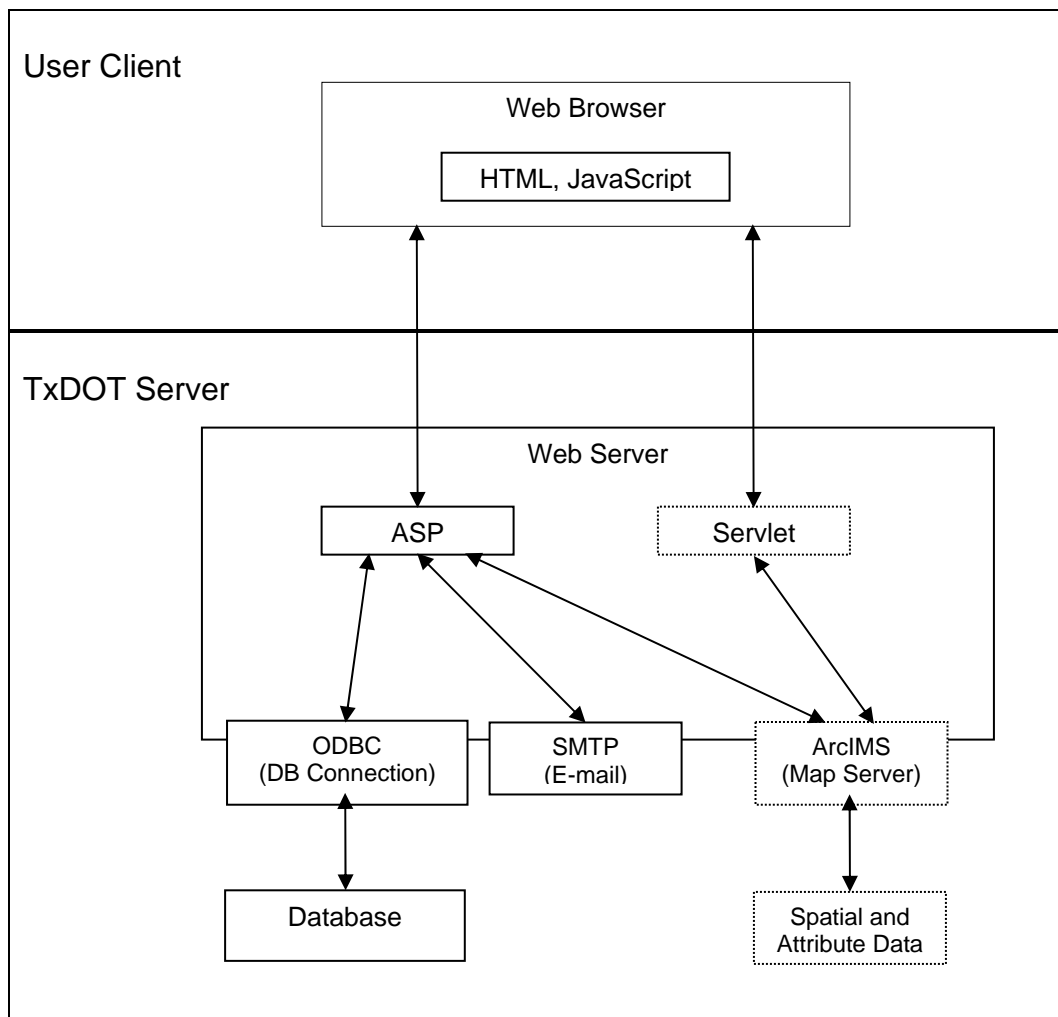 User Client
Web Browser
HTML, JavaScript
TxDOT Server
Web Server
ASP
Servlet
ODBC
(DB Connection)
SMTP
(E-mail)
ArcIMS
(Map Server)
Database
Spatial and
Attribute Data